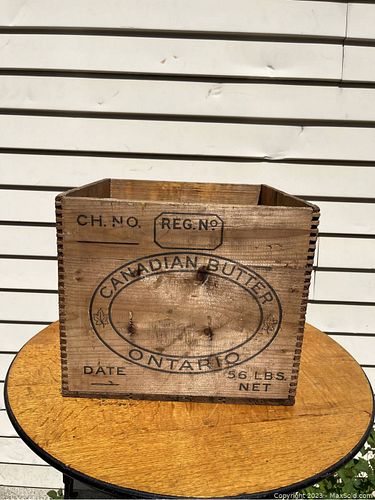 CH. NO. REG. Nº
CANADIAN BUTTER
ONTARIO
DATE 56 LBS.
NET
Copyright 2023 - MaxSold.com